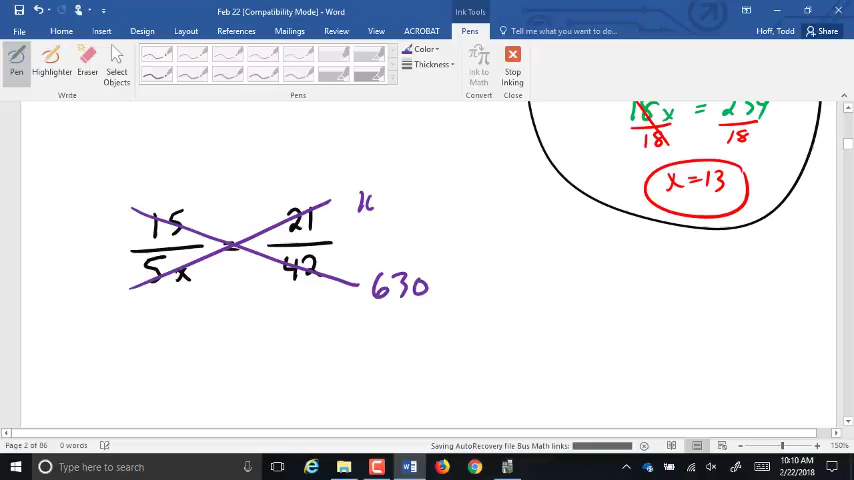 Feb 22 [Compatibility Mode] - Word
Ink Tools
File Home Insert Design Layout References Mailings Review View ACROBAT Pens Tell me what you want to do... Hoff, Todd Share
Pen Highlighter Eraser Select Objects
Color
Thickness
Ink to Math
Stop Inking
Write Pens Convert Close
18x = 234
18 18
x = 13
15 = 21
5x 42
630
Page 2 of 86 0 words Saving AutoRecovery file Bus Math links: 150%
Type here to search
10:10 AM
2/22/2018